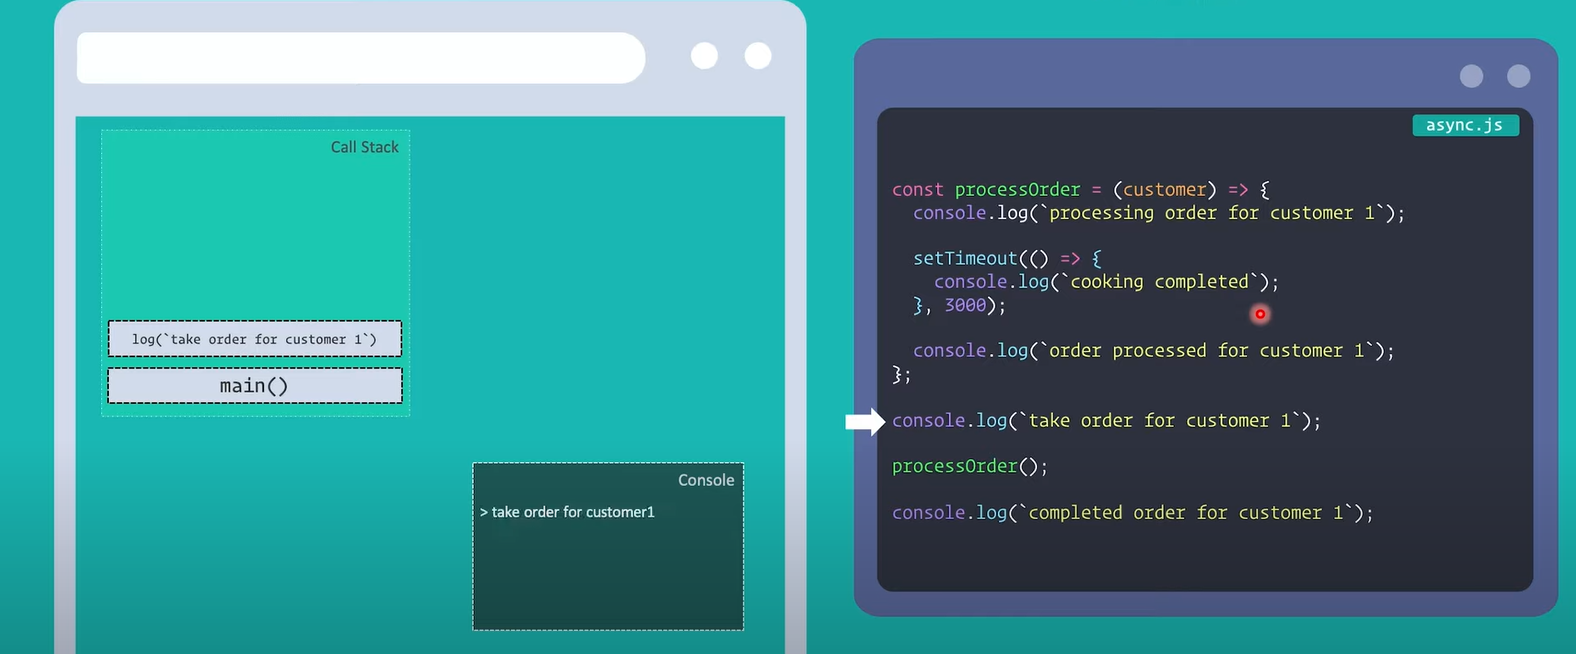 Call Stack
log(`take order for customer 1`)
main()
Console
> take order for customer1
async.js
const processOrder = (customer) => {
console.log(`processing order for customer 1`);
setTimeout(() => {
console.log(`cooking completed`);
}, 3000);
console.log(`order processed for customer 1`);
};
console.log(`take order for customer 1`);
processOrder();
console.log(`completed order for customer 1`);